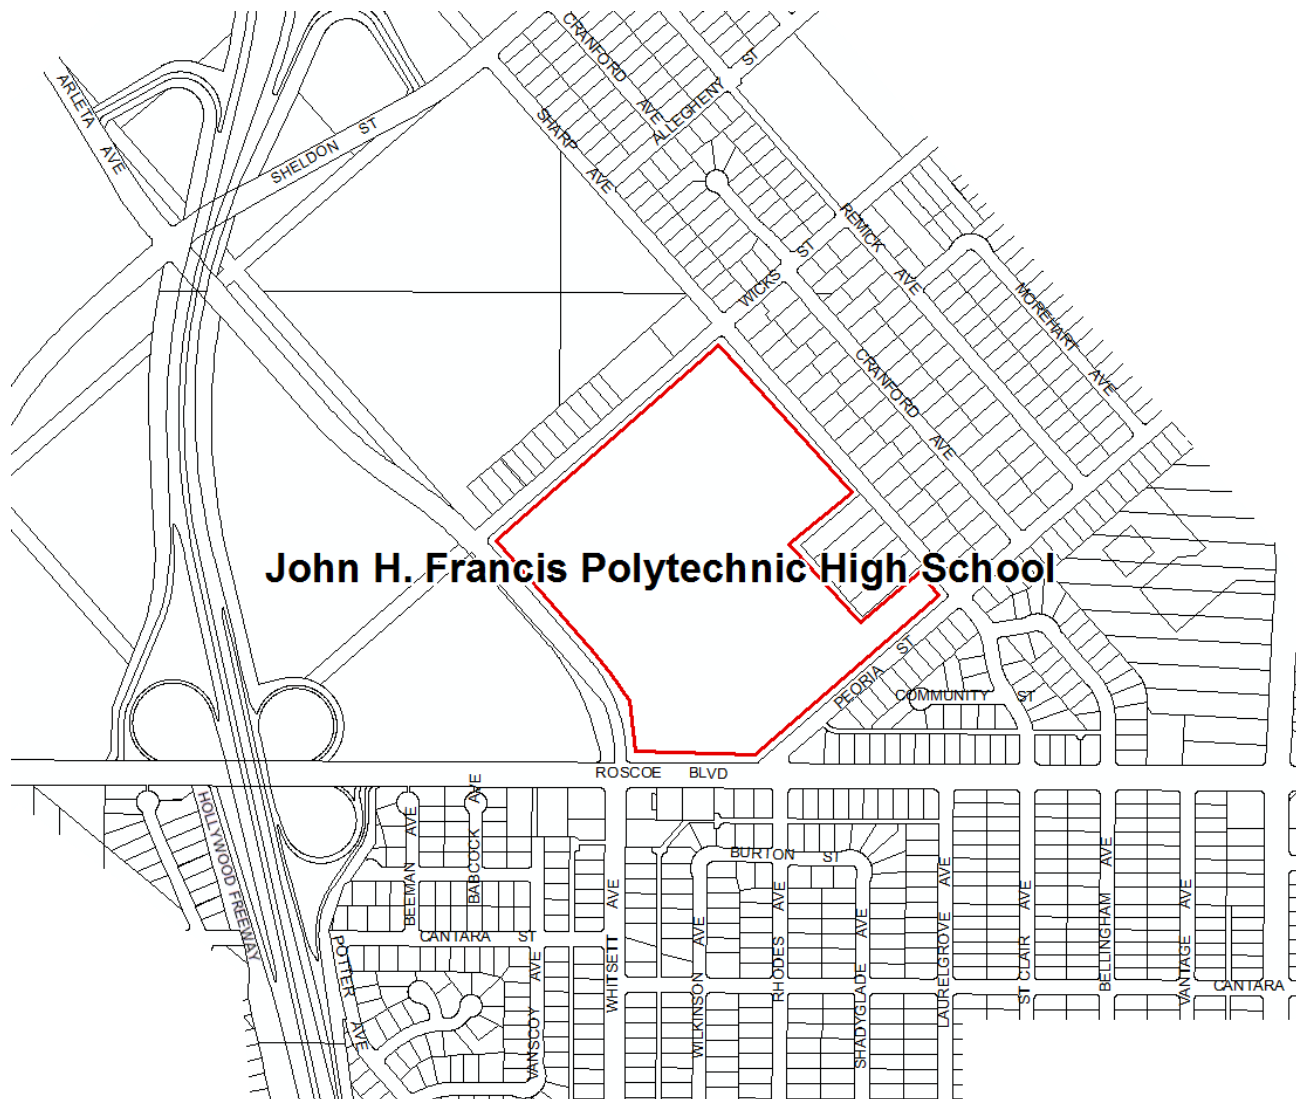 CRANFORD AVE
ALLEGHENY ST
ARLETA AVE
SHARP AVE
SHELDON ST
REMICK AVE
WICKS ST
MOREHART AVE
CRANFORD AVE
John H. Francis Polytechnic High School
PEORIA ST
COMMUNITY ST
ROSCOE BLVD
HOLLYWOOD FREEWAY
BEEMAN AVE
BABCOCK AVE
BURTON ST
CANTARA ST
POTTER AVE
VANSCOY AVE
WHITSETT AVE
WILKINSON AVE
RHODES AVE
SHADYGLADE AVE
LAURELGROVE AVE
ST CLAIR AVE
BELLINGHAM AVE
VANTAGE AVE
CANTARA